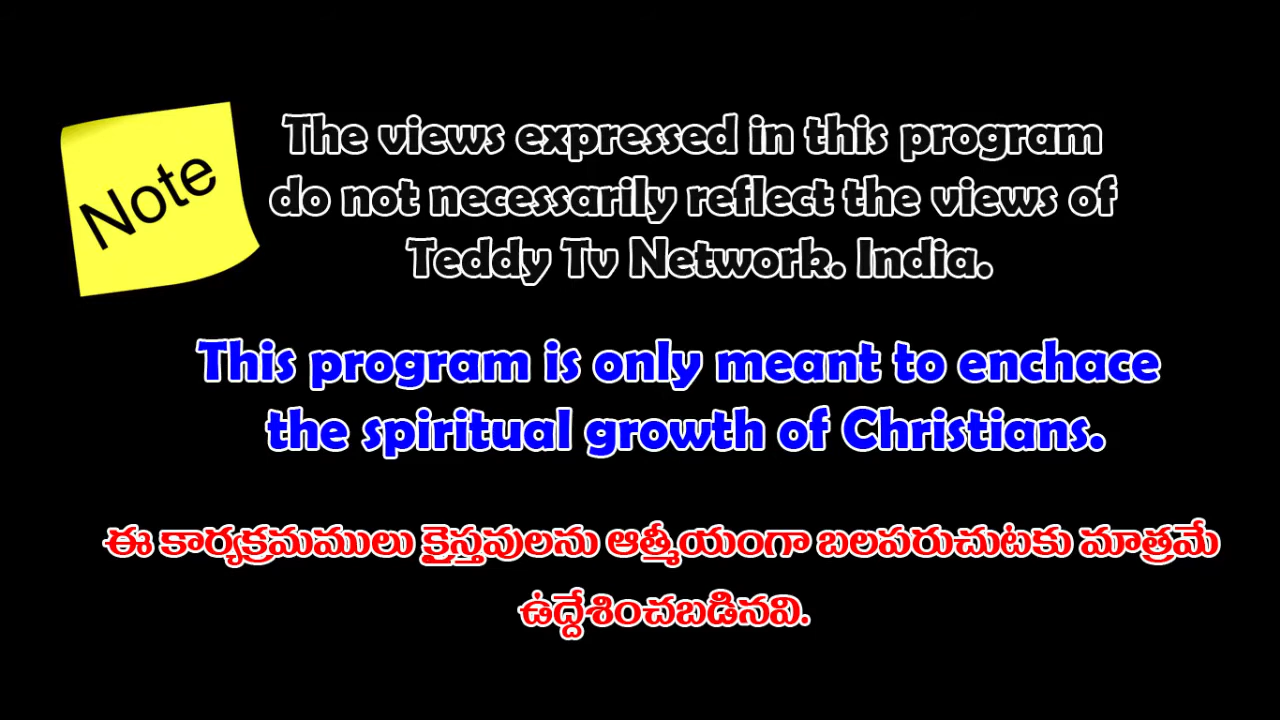 Note
The views expressed in this program
do not necessarily reflect the views of
Teddy Tv Network. India.
This program is only meant to enchace
the spiritual growth of Christians.
ఈ కార్యక్రమములు క్రైస్తవులను ఆత్మీయంగా బలపరుచుటకు మాత్రమే
ఉద్దేశించబడినవి.